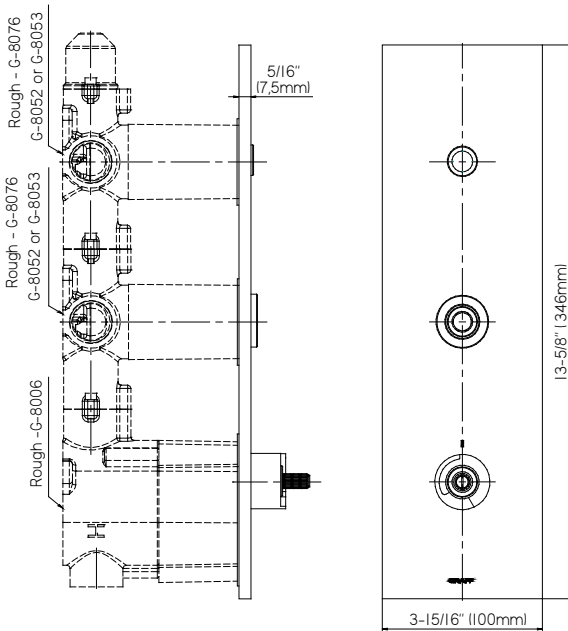 Rough - G-8076
G-8052 or G-8053
Rough - G-8076
G-8052 or G-8053
Rough -G-8006
5/16"
(7,5mm)
13-5/8" (346mm)
GRAFF
3-15/16" (100mm)